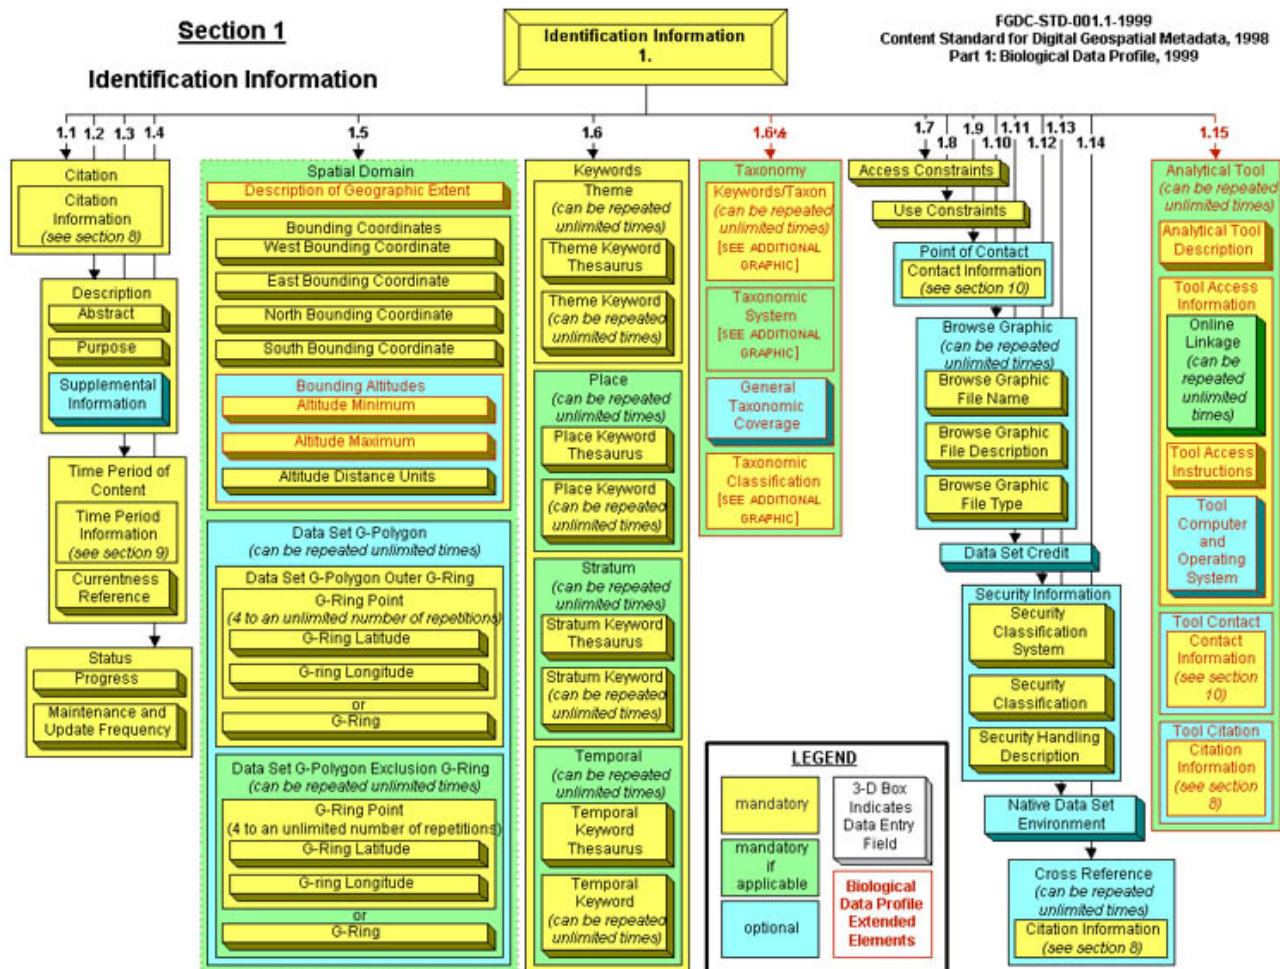 Section 1
Identification Information
Identification Information
1.
FGDC-STD-001.1-1999
Content Standard for Digital Geospatial Metadata, 1998
Part 1: Biological Data Profile, 1999
1.1
1.2
1.3
1.4
1.5
1.6
1.6½
1.7
1.8
1.9
1.10
1.11
1.12
1.13
1.14
1.15
Citation
Citation
Information
(see section 8)
Description
Abstract
Purpose
Supplemental
Information
Time Period of
Content
Time Period
Information
(see section 9)
Currentness
Reference
Status
Progress
Maintenance and
Update Frequency
Spatial Domain
Description of Geographic Extent
Bounding Coordinates
West Bounding Coordinate
East Bounding Coordinate
North Bounding Coordinate
South Bounding Coordinate
Bounding Altitudes
Altitude Minimum
Altitude Maximum
Altitude Distance Units
Data Set G-Polygon
(can be repeated unlimited times)
Data Set G-Polygon Outer G-Ring
G-Ring Point
(4 to an unlimited number of repetitions)
G-Ring Latitude
G-ring Longitude
or
G-Ring
Data Set G-Polygon Exclusion G-Ring
(can be repeated unlimited times)
G-Ring Point
(4 to an unlimited number of repetitions)
G-Ring Latitude
G-ring Longitude
or
G-Ring
Keywords
Theme
(can be repeated
unlimited times)
Theme Keyword
Thesaurus
Theme Keyword
(can be repeated
unlimited times)
Place
(can be repeated
unlimited times)
Place Keyword
Thesaurus
Place Keyword
(can be repeated
unlimited times)
Stratum
(can be repeated
unlimited times)
Stratum Keyword
Thesaurus
Stratum Keyword
(can be repeated
unlimited times)
Temporal
(can be repeated
unlimited times)
Temporal
Keyword
Thesaurus
Temporal
Keyword
(can be repeated
unlimited times)
Taxonomy
Keywords/Taxon
(can be repeated
unlimited times)
[SEE ADDITIONAL
GRAPHIC]
Taxonomic
System
[SEE ADDITIONAL
GRAPHIC]
General
Taxonomic
Coverage
Taxonomic
Classification
[SEE ADDITIONAL
GRAPHIC]
Access Constraints
Use Constraints
Point of Contact
Contact Information
(see section 10)
Browse Graphic
(can be repeated
unlimited times)
Browse Graphic
File Name
Browse Graphic
File Description
Browse Graphic
File Type
Data Set Credit
Security Information
Security
Classification
System
Security
Classification
Security Handling
Description
Native Data Set
Environment
Cross Reference
(can be repeated
unlimited times)
Citation Information
(see section 8)
Analytical Tool
(can be repeated
unlimited times)
Analytical Tool
Description
Tool Access
Information
Online
Linkage
(can be
repeated
unlimited
times)
Tool Access
Instructions
Tool
Computer
and
Operating
System
Tool Contact
Contact
Information
(see section
10)
Tool Citation
Citation
Information
(see section
8)
LEGEND
mandatory
mandatory
if
applicable
optional
3-D Box
Indicates
Data Entry
Field
Biological
Data Profile
Extended
Elements